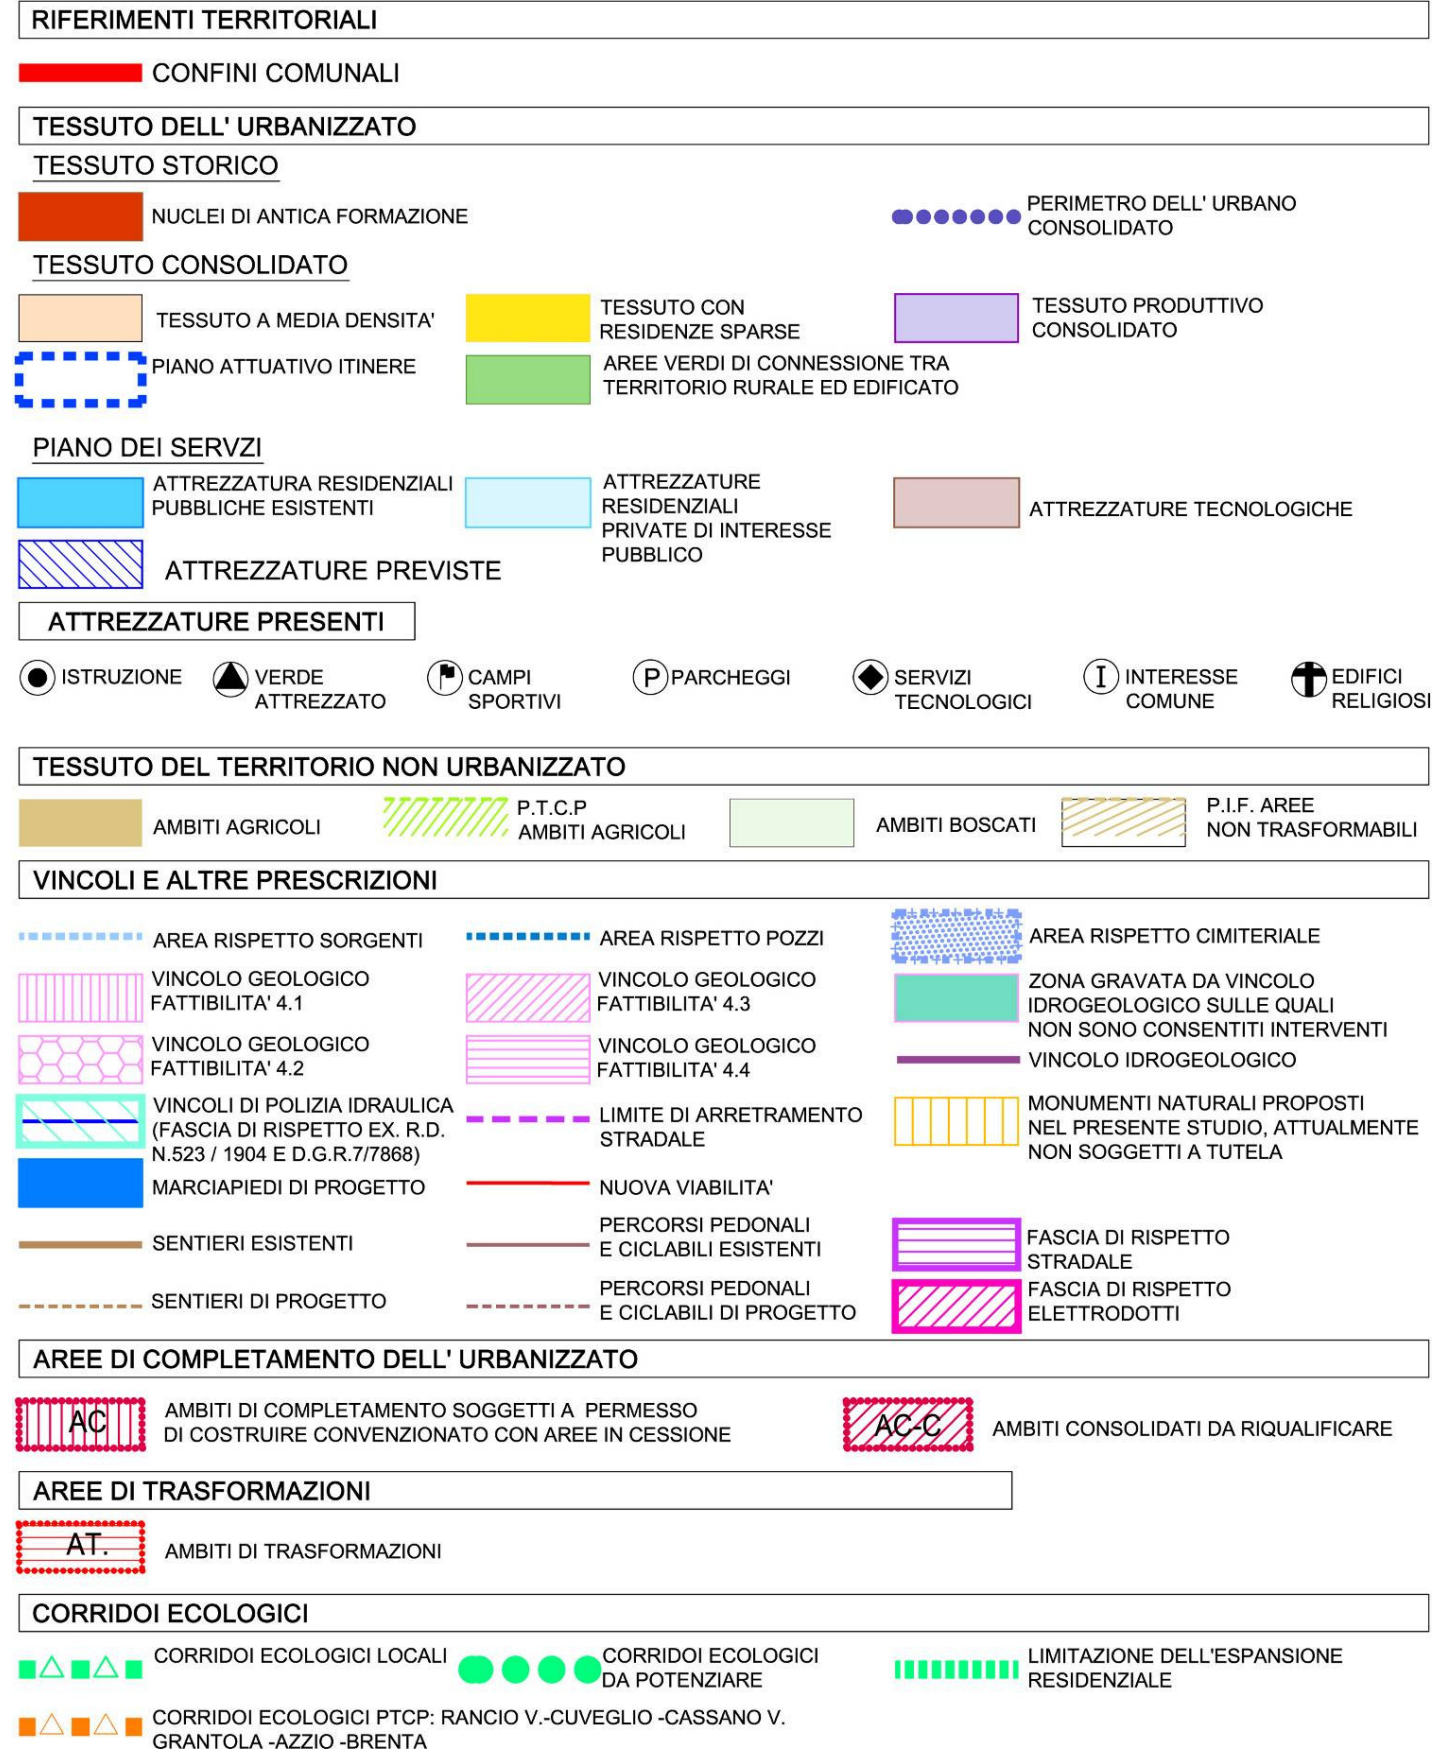 RIFERIMENTI TERRITORIALI
CONFINI COMUNALI
TESSUTO DELL' URBANIZZATO
TESSUTO STORICO
NUCLEI DI ANTICA FORMAZIONE
PERIMETRO DELL' URBANO
CONSOLIDATO
TESSUTO CONSOLIDATO
TESSUTO A MEDIA DENSITA'
TESSUTO CON
RESIDENZE SPARSE
TESSUTO PRODUTTIVO
CONSOLIDATO
PIANO ATTUATIVO ITINERE
AREE VERDI DI CONNESSIONE TRA
TERRITORIO RURALE ED EDIFICATO
PIANO DEI SERVZI
ATTREZZATURA RESIDENZIALI
PUBBLICHE ESISTENTI
ATTREZZATURE
RESIDENZIALI
PRIVATE DI INTERESSE
PUBBLICO
ATTREZZATURE TECNOLOGICHE
ATTREZZATURE PREVISTE
ATTREZZATURE PRESENTI
ISTRUZIONE
VERDE
ATTREZZATO
CAMPI
SPORTIVI
P PARCHEGGI
SERVIZI
TECNOLOGICI
I INTERESSE
COMUNE
EDIFICI
RELIGIOSI
TESSUTO DEL TERRITORIO NON URBANIZZATO
AMBITI AGRICOLI
P.T.C.P
AMBITI AGRICOLI
AMBITI BOSCATI
P.I.F. AREE
NON TRASFORMABILI
VINCOLI E ALTRE PRESCRIZIONI
AREA RISPETTO SORGENTI
AREA RISPETTO POZZI
AREA RISPETTO CIMITERIALE
VINCOLO GEOLOGICO
FATTIBILITA' 4.1
VINCOLO GEOLOGICO
FATTIBILITA' 4.3
ZONA GRAVATA DA VINCOLO
IDROGEOLOGICO SULLE QUALI
NON SONO CONSENTITI INTERVENTI
VINCOLO GEOLOGICO
FATTIBILITA' 4.2
VINCOLO GEOLOGICO
FATTIBILITA' 4.4
VINCOLO IDROGEOLOGICO
VINCOLI DI POLIZIA IDRAULICA
(FASCIA DI RISPETTO EX. R.D.
N.523 / 1904 E D.G.R.7/7868)
LIMITE DI ARRETRAMENTO
STRADALE
MONUMENTI NATURALI PROPOSTI
NEL PRESENTE STUDIO, ATTUALMENTE
NON SOGGETTI A TUTELA
MARCIAPIEDI DI PROGETTO
NUOVA VIABILITA'
SENTIERI ESISTENTI
PERCORSI PEDONALI
E CICLABILI ESISTENTI
FASCIA DI RISPETTO
STRADALE
SENTIERI DI PROGETTO
PERCORSI PEDONALI
E CICLABILI DI PROGETTO
FASCIA DI RISPETTO
ELETTRODOTTI
AREE DI COMPLETAMENTO DELL' URBANIZZATO
AC
AMBITI DI COMPLETAMENTO SOGGETTI A PERMESSO
DI COSTRUIRE CONVENZIONATO CON AREE IN CESSIONE
AC-C
AMBITI CONSOLIDATI DA RIQUALIFICARE
AREE DI TRASFORMAZIONI
AT.
AMBITI DI TRASFORMAZIONI
CORRIDOI ECOLOGICI
CORRIDOI ECOLOGICI LOCALI
CORRIDOI ECOLOGICI
DA POTENZIARE
LIMITAZIONE DELL'ESPANSIONE
RESIDENZIALE
CORRIDOI ECOLOGICI PTCP: RANCIO V.-CUVEGLIO -CASSANO V.
GRANTOLA -AZZIO -BRENTA